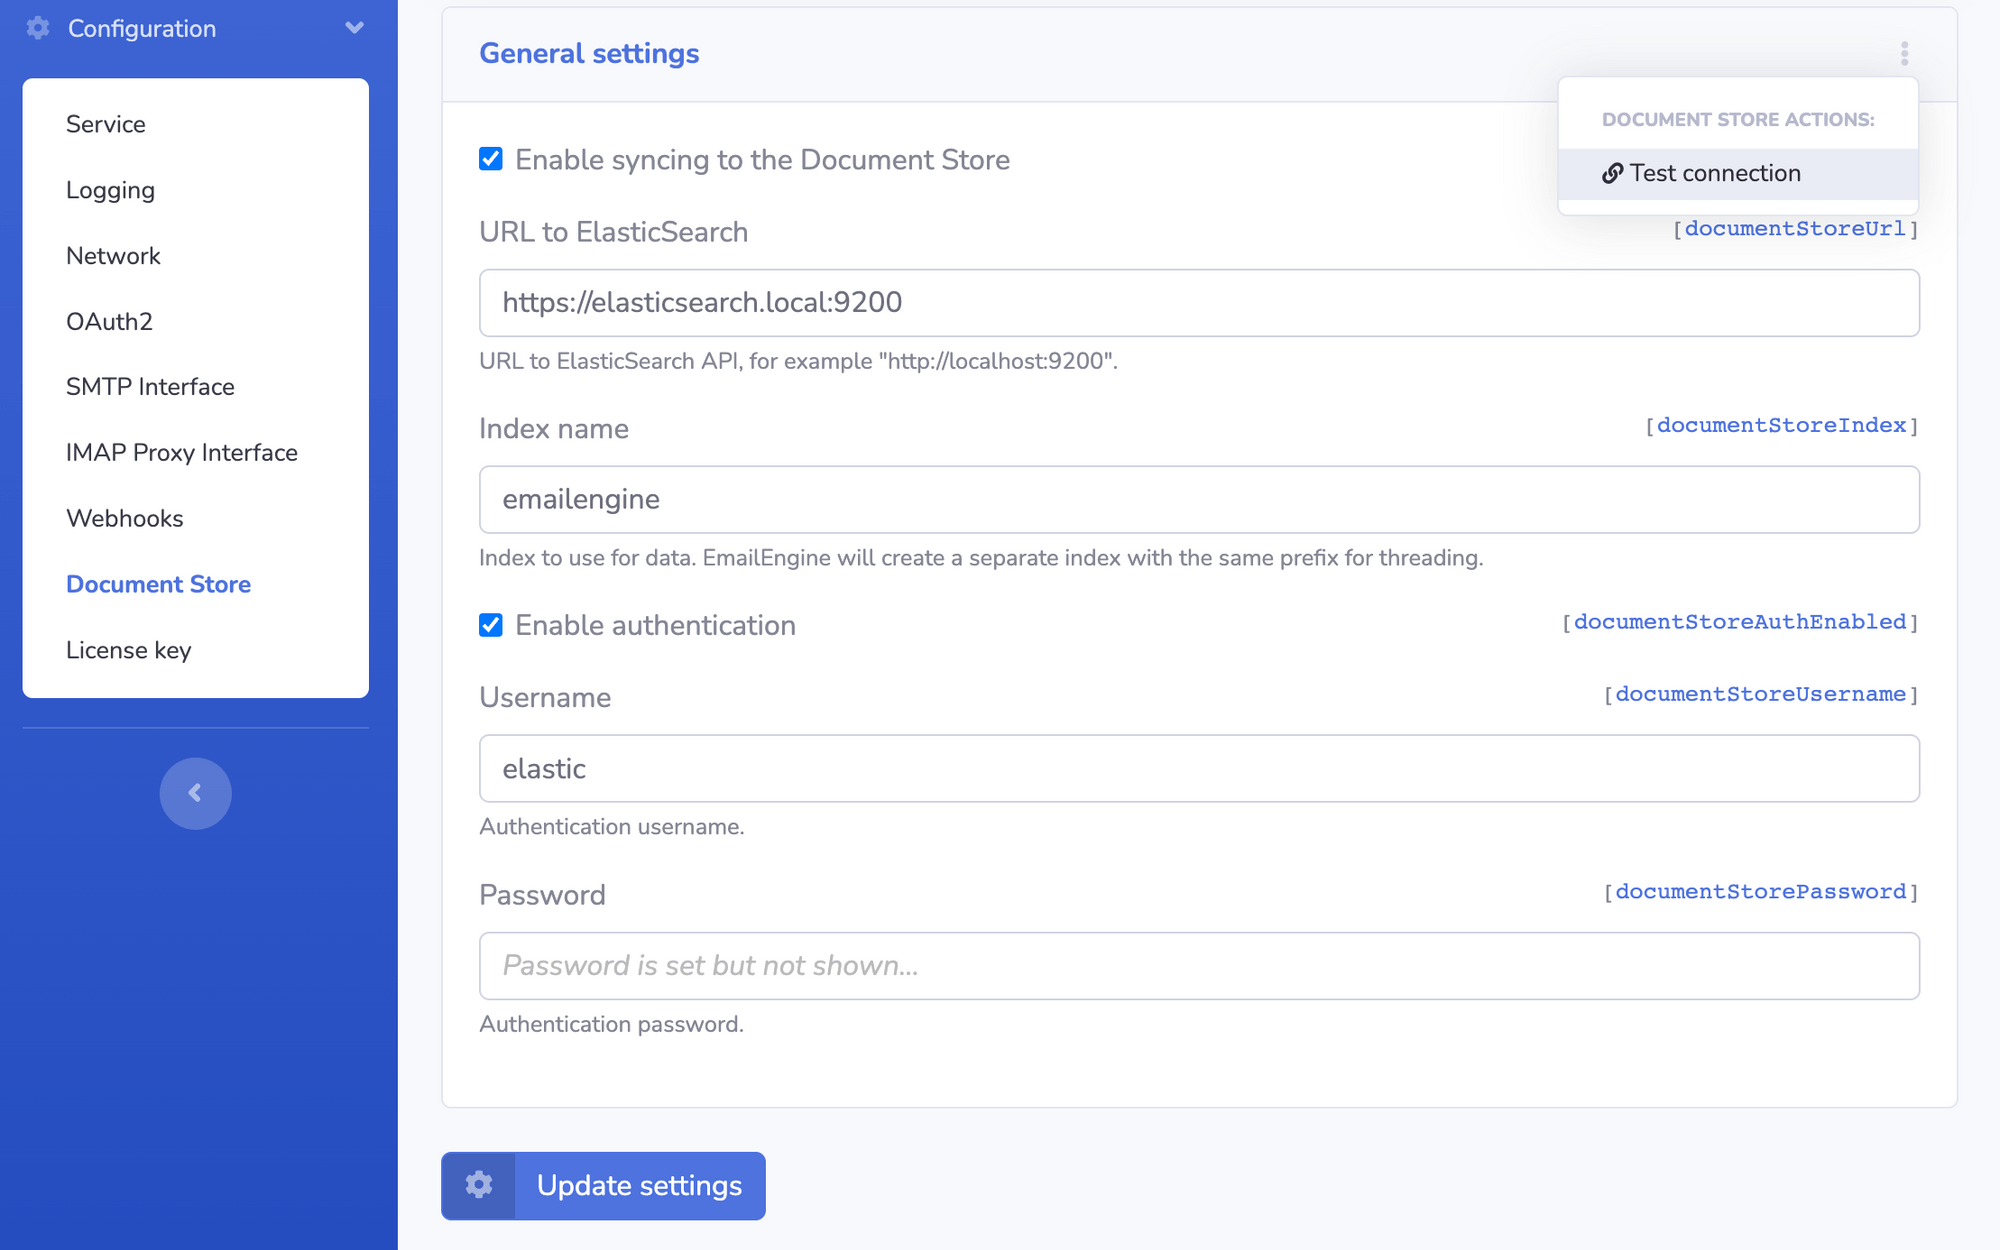 Configuration
Service
Logging
Network
OAuth2
SMTP Interface
IMAP Proxy Interface
Webhooks
Document Store
License key
General settings
DOCUMENT STORE ACTIONS:
Test connection
Enable syncing to the Document Store
URL to ElasticSearch
[documentStoreUrl]
https://elasticsearch.local:9200
URL to ElasticSearch API, for example "http://localhost:9200".
Index name
[documentStoreIndex]
emailengine
Index to use for data. EmailEngine will create a separate index with the same prefix for threading.
Enable authentication
[documentStoreAuthEnabled]
Username
[documentStoreUsername]
elastic
Authentication username.
Password
[documentStorePassword]
Password is set but not shown...
Authentication password.
Update settings